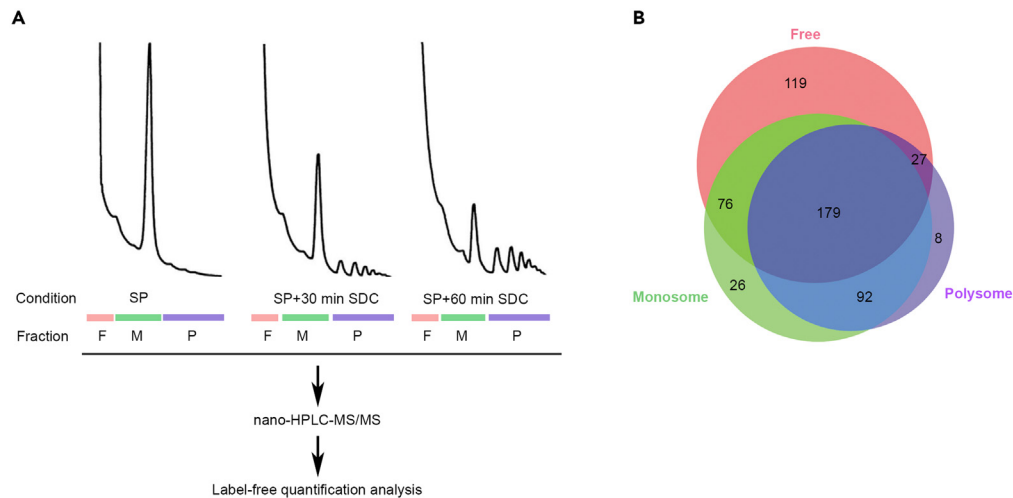 A
Condition SP SP+30 min SDC SP+60 min SDC
Fraction F M P F M P F M P
nano-HPLC-MS/MS
Label-free quantification analysis
B
Free
119
27
76
179
8
26
92
Monosome
Polysome